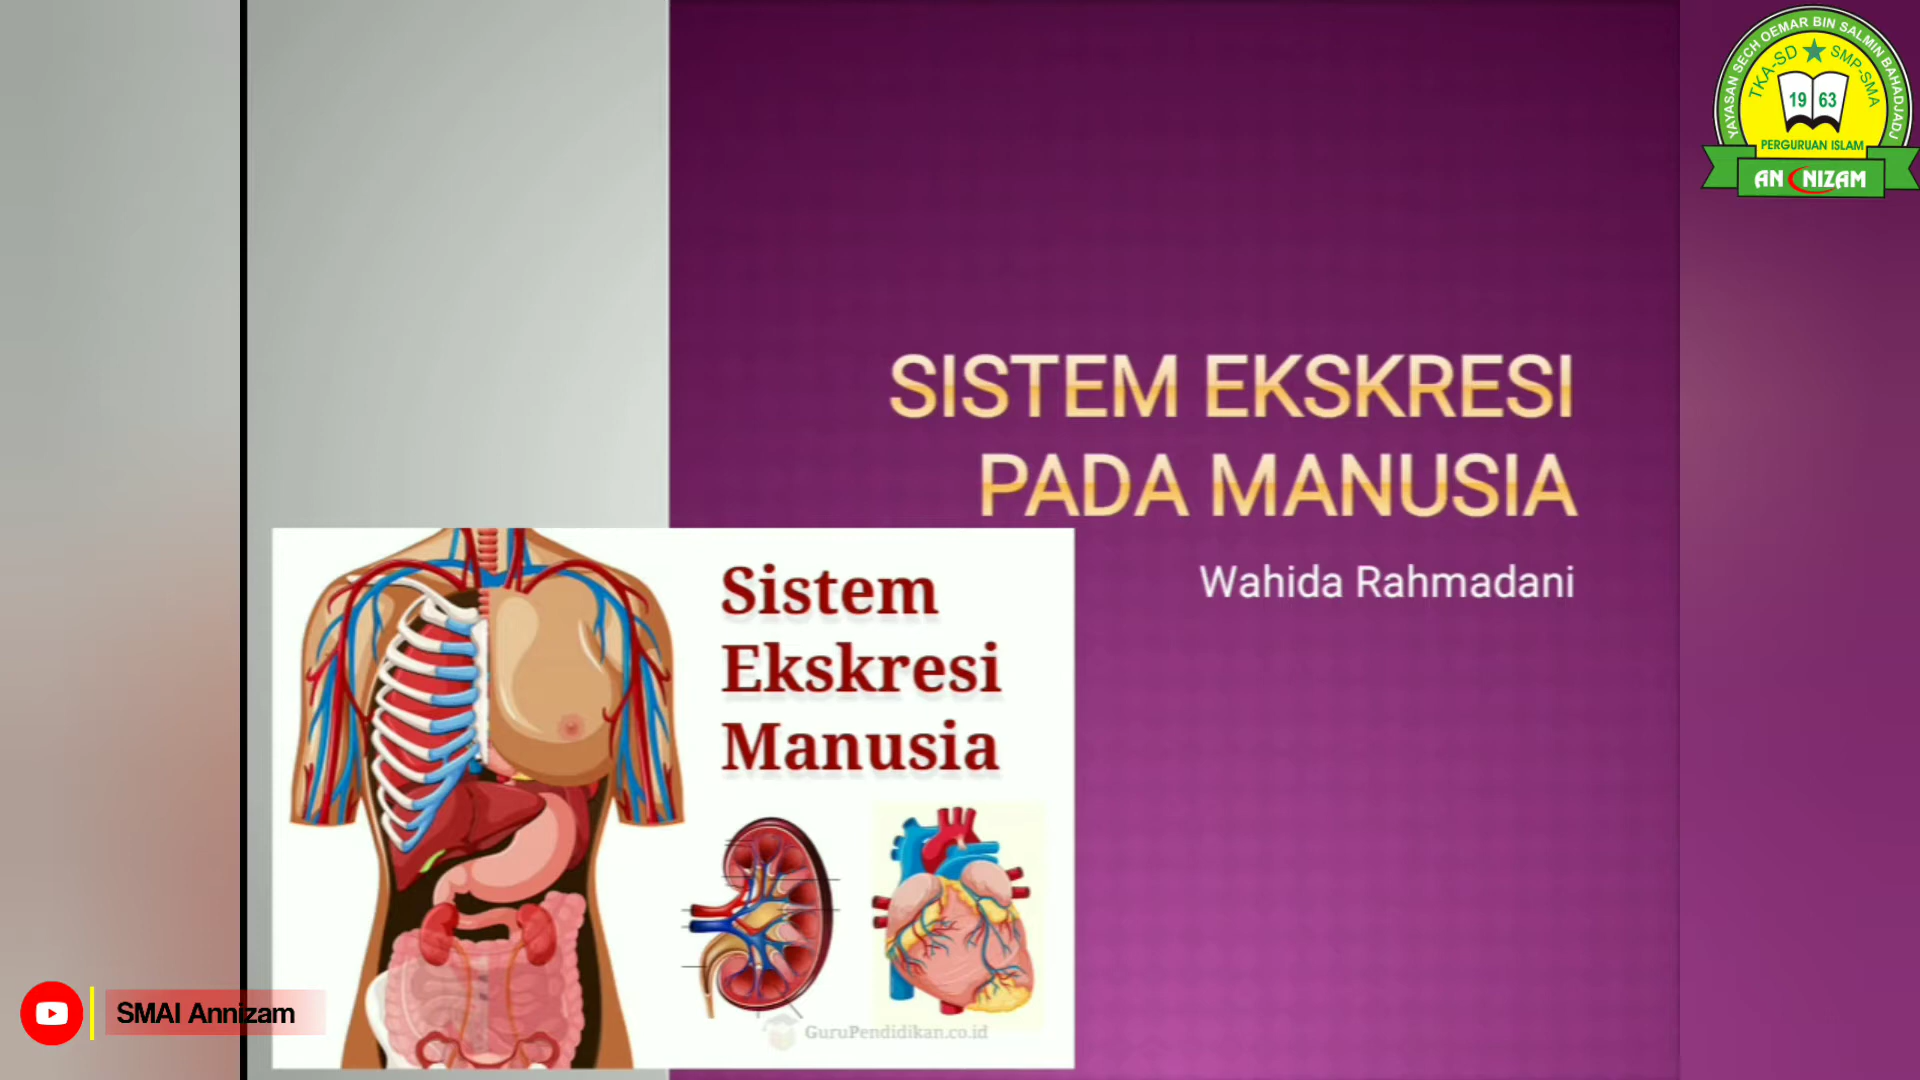 YAYASAN SECH OEMAR BIN SALMIN BAHADJADJ
TKA-SD SMP-SMA
19 63
PERGURUAN ISLAM
AN NIZAM
SISTEM EKSKRESI
PADA MANUSIA
Wahida Rahmadani
Sistem
Ekskresi
Manusia
GuruPendidikan.co.id
SMAI Annizam